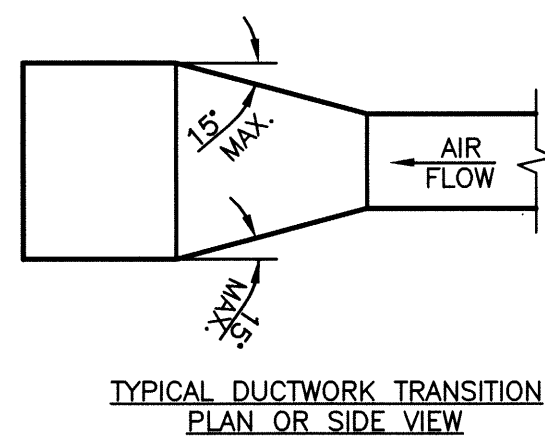 15°
MAX.
AIR
FLOW
15°
MAX.
TYPICAL DUCTWORK TRANSITION
PLAN OR SIDE VIEW